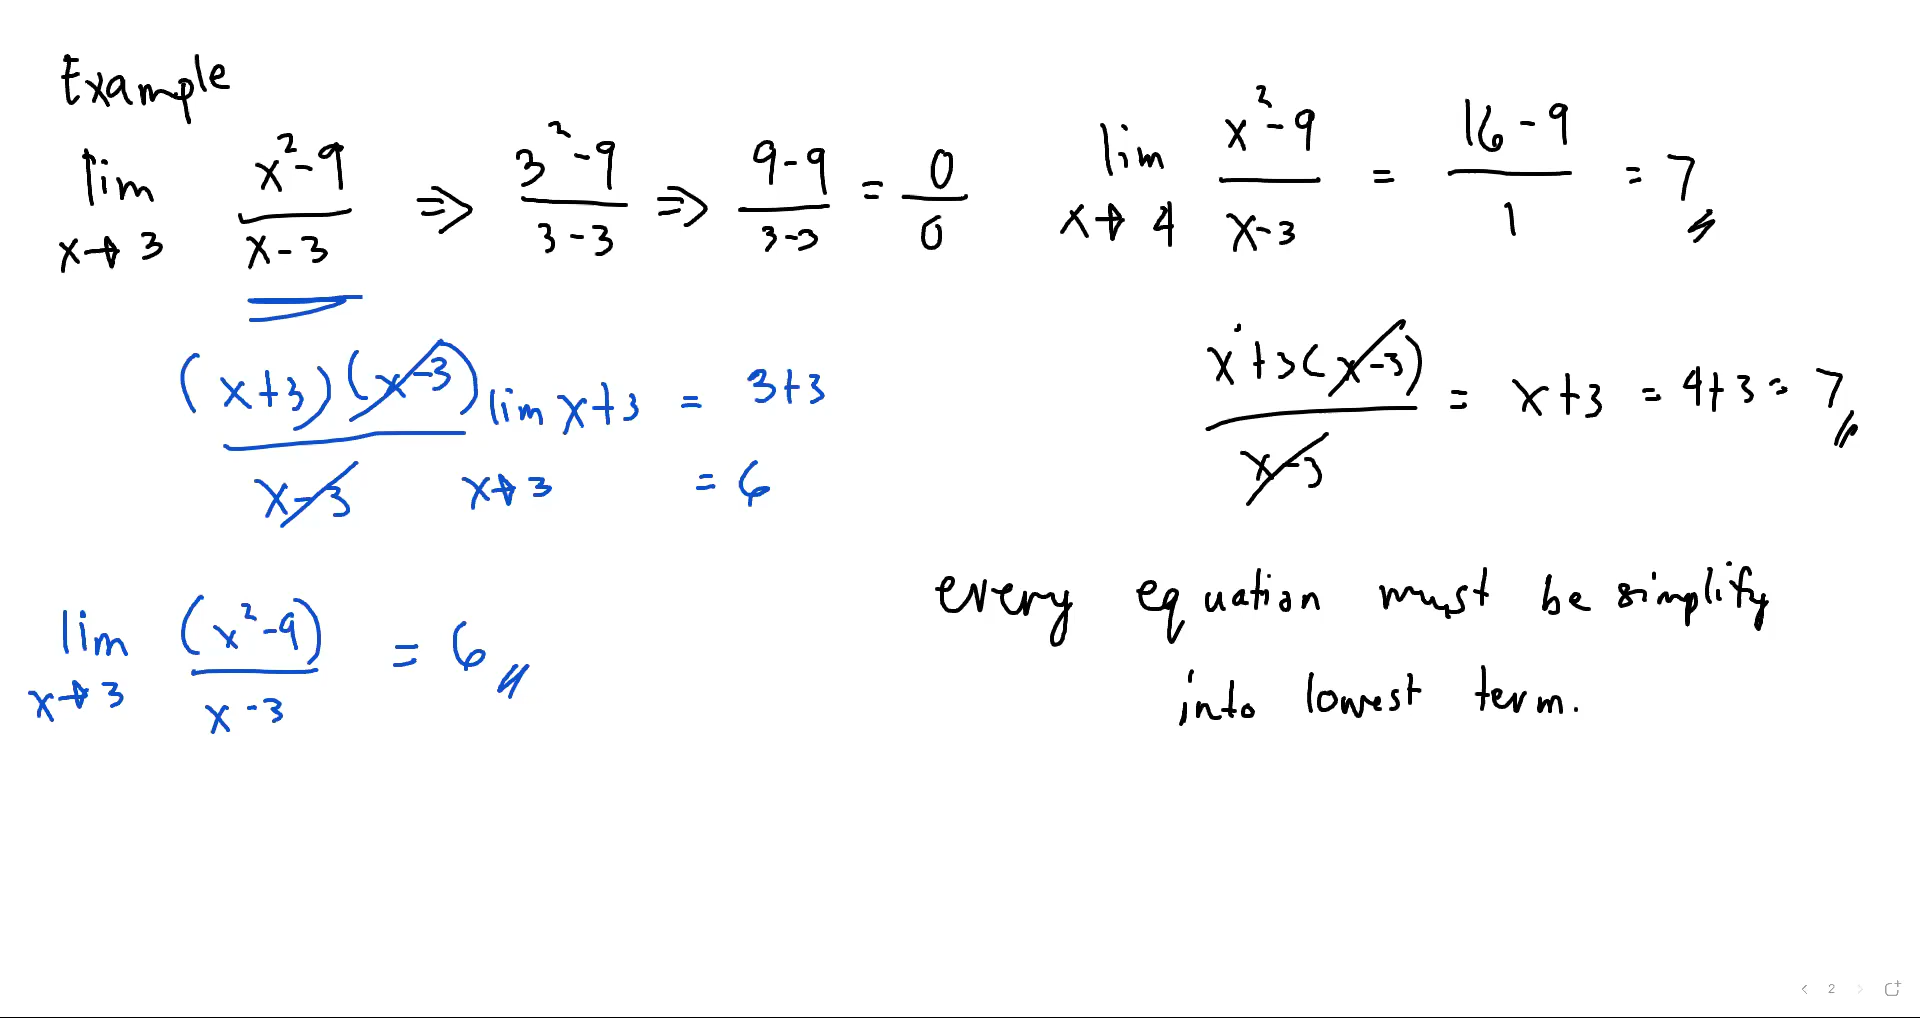 Example
lim x→3 (x²-9)/(x-3) ⇒ (3²-9)/(3-3) ⇒ (9-9)/(3-3) = 0/0
(x+3)(x-3)/(x-3) lim x→3 x+3 = 3+3
= 6
lim x→3 (x²-9)/(x-3) = 6
lim x→4 (x²-9)/(x-3) = (16-9)/1 = 7
x+3(x-3)/(x-3) = x+3 = 4+3 = 7
every equation must be simplify
into lowest term.
2